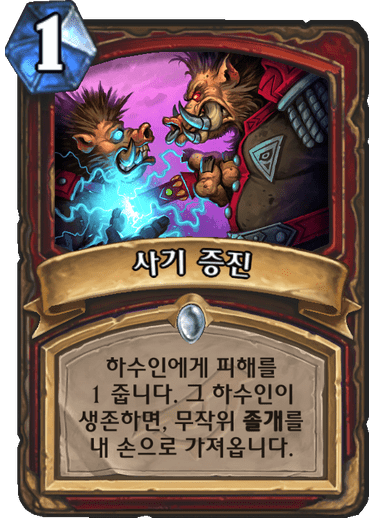 1
사기 증진
하수인에게 피해를
1 줍니다. 그 하수인이
생존하면, 무작위 졸개를
내 손으로 가져옵니다.